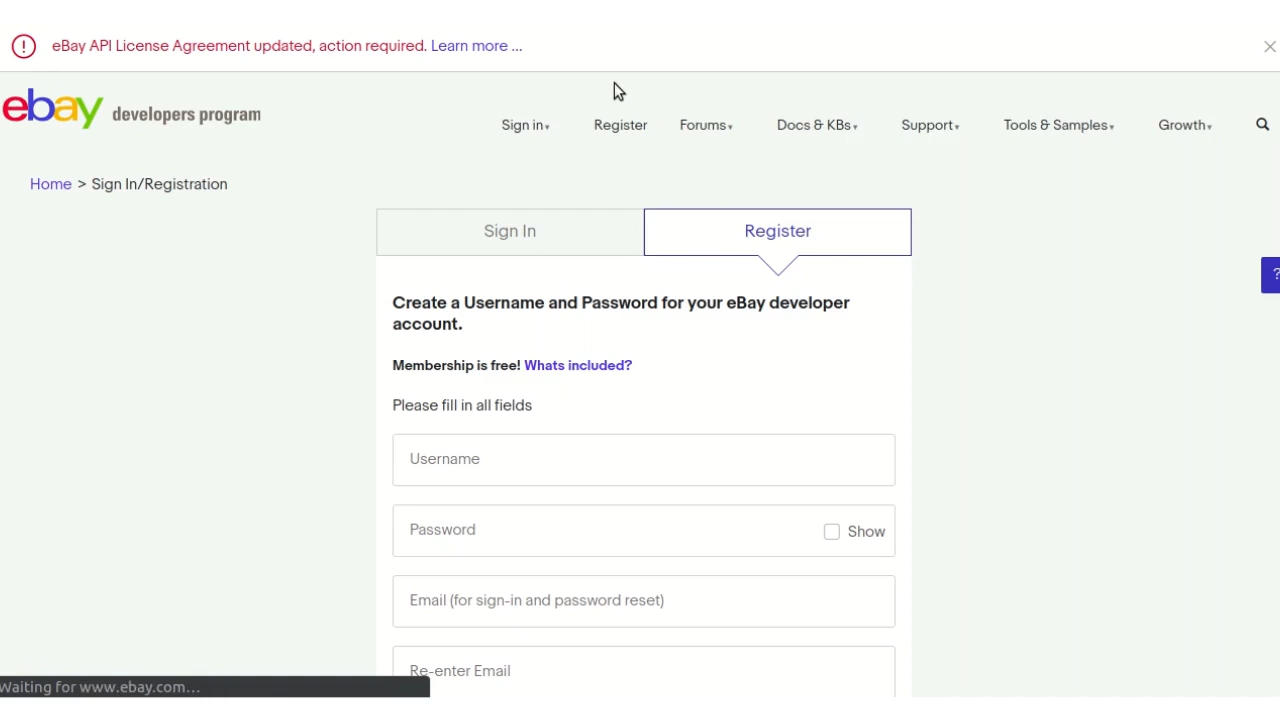 eBay API License Agreement updated, action required. Learn more ...
ebay developers program
Sign in Register Forums Docs & KBs Support Tools & Samples Growth
Home > Sign In/Registration
Sign In Register
?
Create a Username and Password for your eBay developer
account.
Membership is free! Whats included?
Please fill in all fields
Username
Password Show
Email (for sign-in and password reset)
Re-enter Email
Waiting for www.ebay.com...